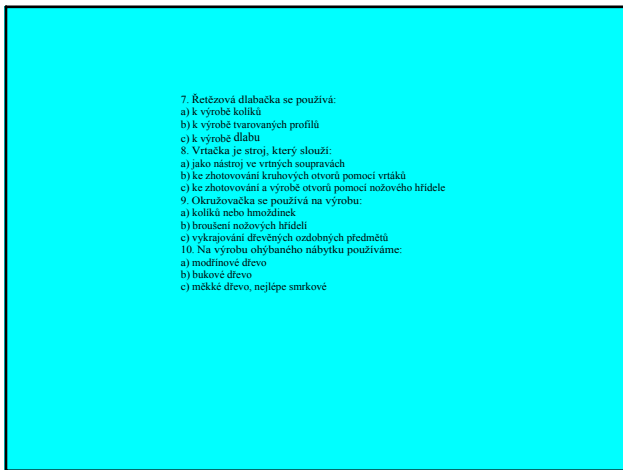 7. Řetězová dlabačka se používá:
a) k výrobě kolíků
b) k výrobě tvarovaných profilů
c) k výrobě dlabu
8. Vrtačka je stroj, který slouží:
a) jako nástroj ve vrtných soupravách
b) ke zhotovování kruhových otvorů pomocí vrtáků
c) ke zhotovování a výrobě otvorů pomocí nožového hřídele
9. Okružovačka se používá na výrobu:
a) kolíků nebo hmoždinek
b) broušení nožových hřídelí
c) vykrajování dřevěných ozdobných předmětů
10. Na výrobu ohýbaného nábytku používáme:
a) modřínové dřevo
b) bukové dřevo
c) měkké dřevo, nejlépe smrkové